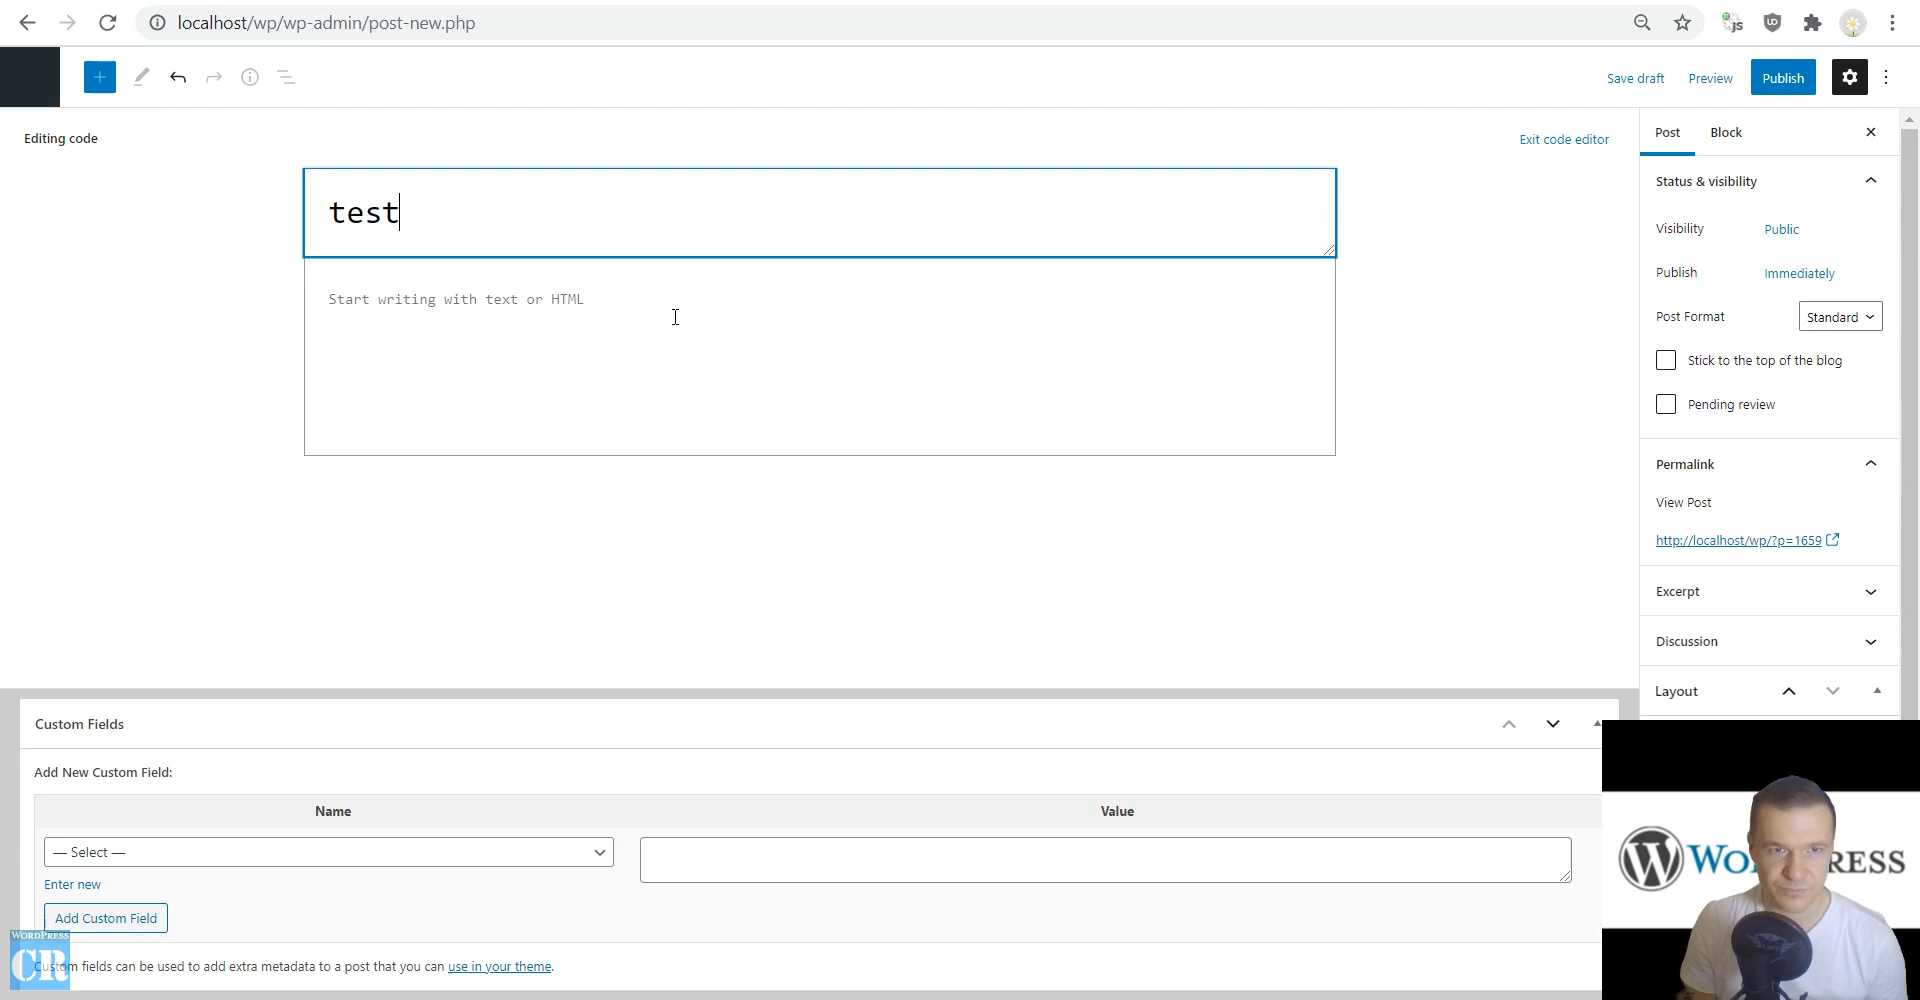 localhost/wp/wp-admin/post-new.php
Save draft
Preview
Publish
Editing code
Exit code editor
Post
Block
test
Status & visibility
Visibility
Public
Publish
Immediately
Start writing with text or HTML
Post Format
Standard
Stick to the top of the blog
Pending review
Permalink
View Post
http://localhost/wp/?p=1659
Excerpt
Discussion
Layout
Custom Fields
Add New Custom Field:
Name
Value
— Select —
Enter new
Add Custom Field
WORDPRESS
CR
Custom fields can be used to add extra metadata to a post that you can use in your theme.